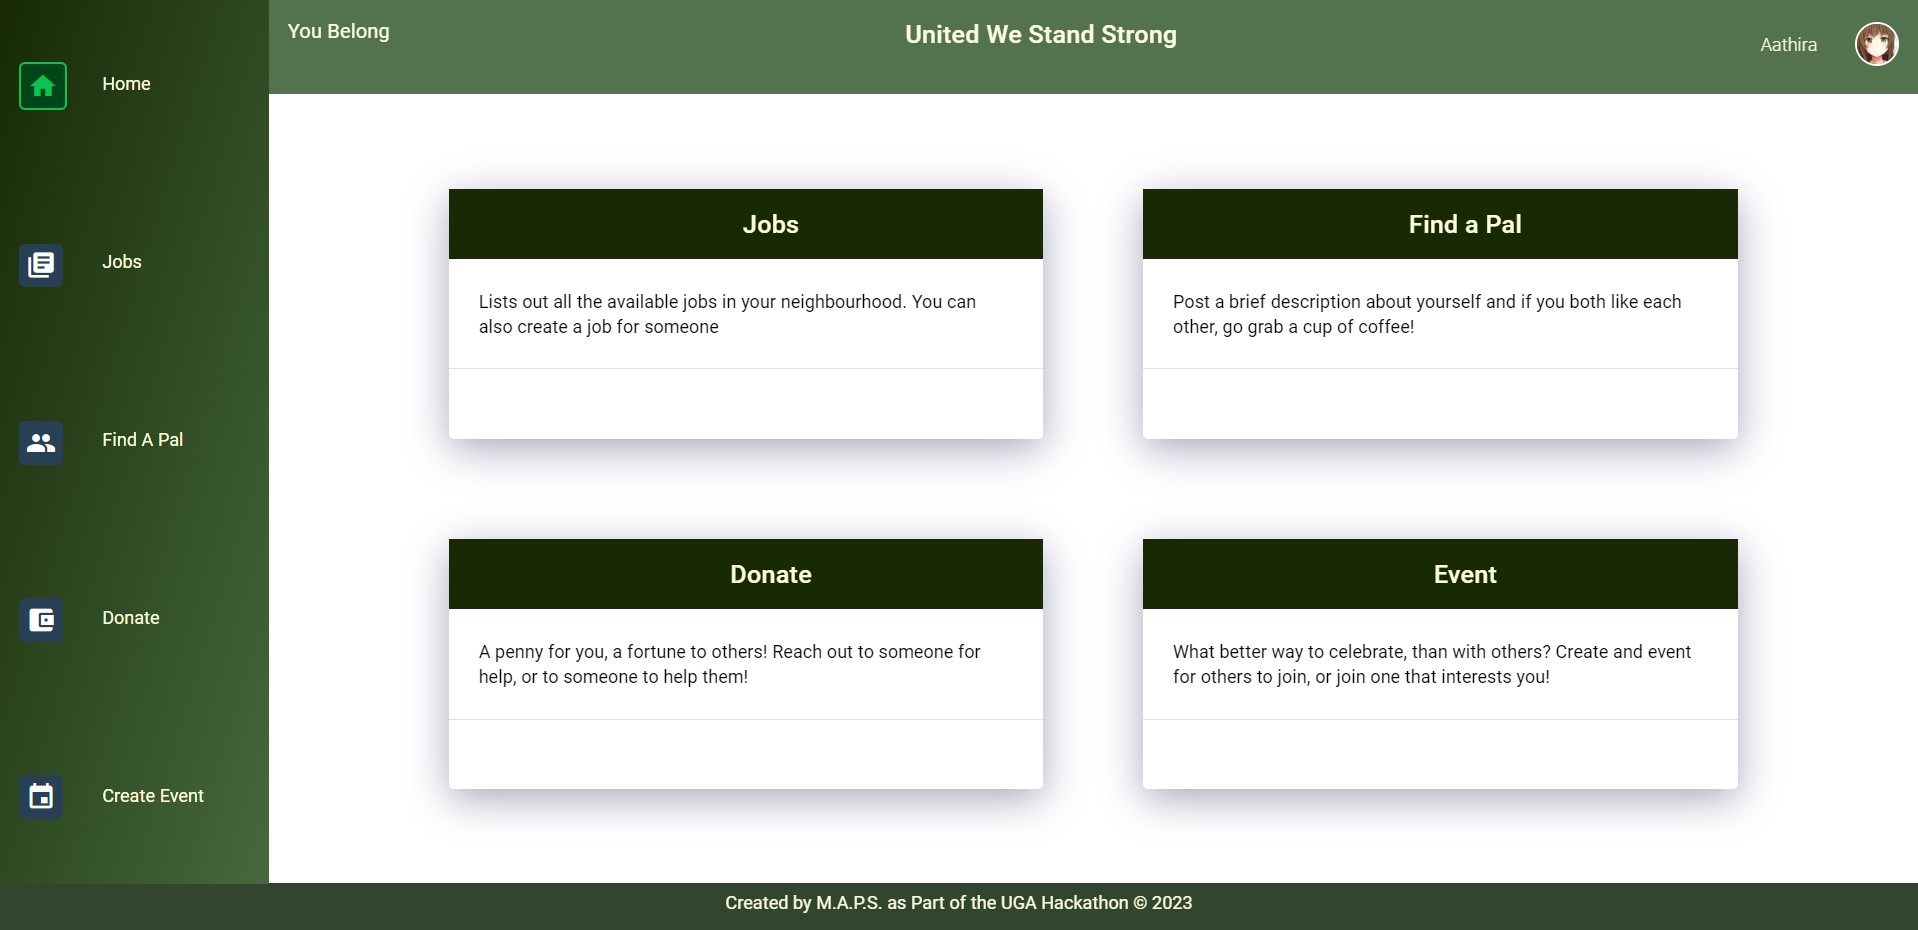 You Belong
United We Stand Strong
Aathira
Home
Jobs
Find A Pal
Donate
Create Event
Jobs
Lists out all the available jobs in your neighbourhood. You can
also create a job for someone
Find a Pal
Post a brief description about yourself and if you both like each
other, go grab a cup of coffee!
Donate
A penny for you, a fortune to others! Reach out to someone for
help, or to someone to help them!
Event
What better way to celebrate, than with others? Create and event
for others to join, or join one that interests you!
Created by M.A.P.S. as Part of the UGA Hackathon © 2023